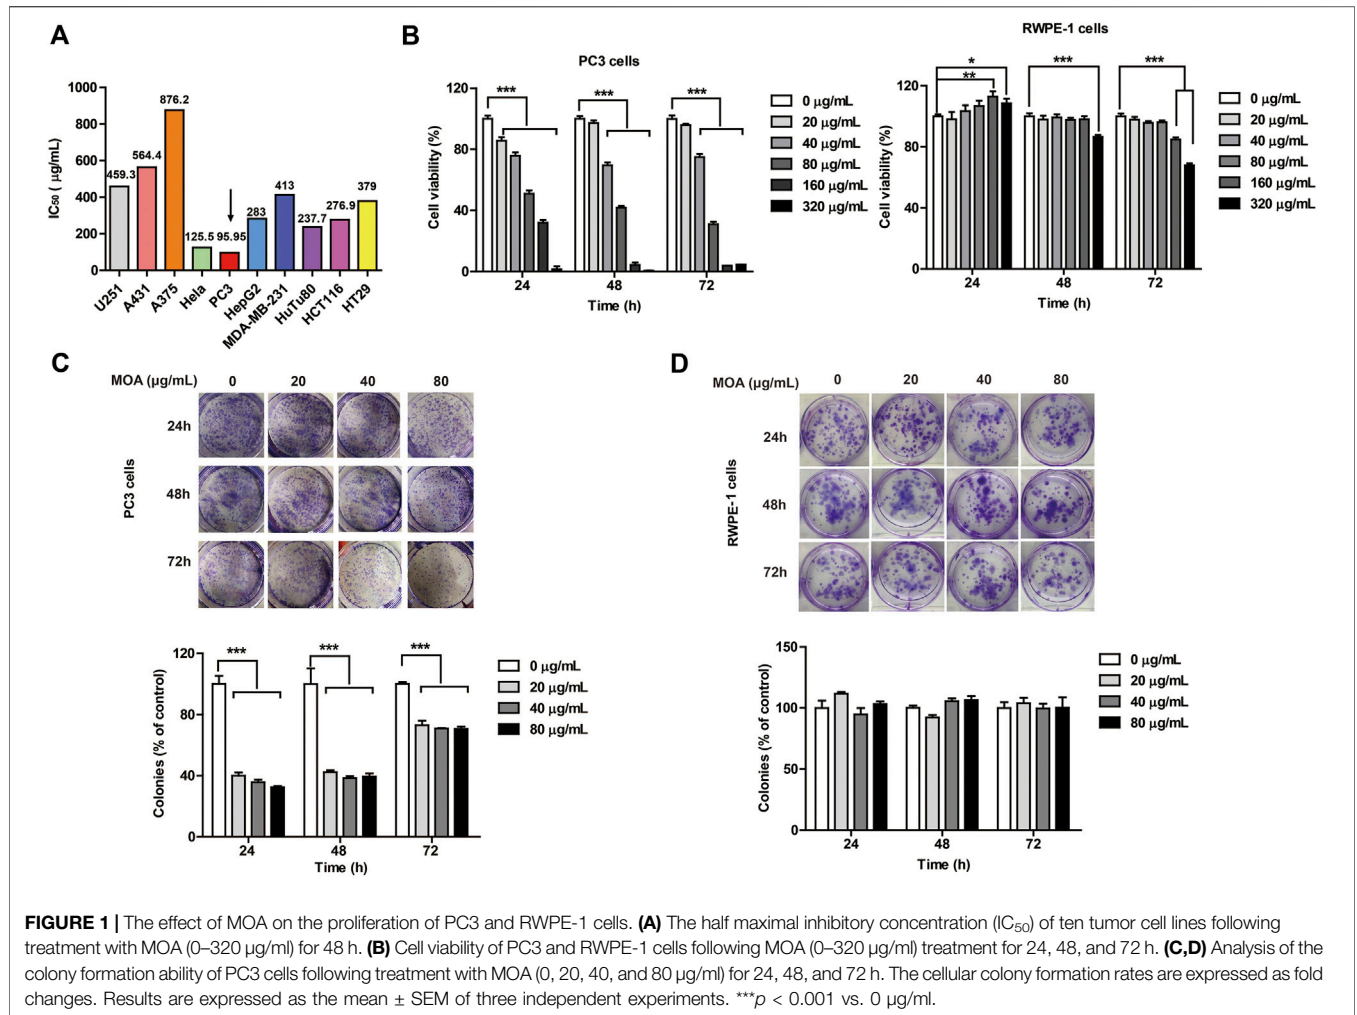 A
IC50 ( μg/mL)
1000
800
600
400
200
0
459.3
564.4
876.2
125.5
95.95
283
413
237.7
276.9
379
U251
A431
A375
Hela
PC3
HepG2
MDA-MB-231
HuTu80
HCT116
HT29
B
PC3 cells
Cell viability (%)
120
80
40
0
***
***
***
24
48
72
Time (h)
0 μg/mL
20 μg/mL
40 μg/mL
80 μg/mL
160 μg/mL
320 μg/mL
RWPE-1 cells
Cell viability (%)
120
80
40
0
*
**
***
***
24
48
72
Time (h)
0 μg/mL
20 μg/mL
40 μg/mL
80 μg/mL
160 μg/mL
320 μg/mL
C
MOA (μg/mL) 0 20 40 80
PC3 cells
24h
48h
72h
Colonies (% of control)
120
80
40
0
***
***
***
24
48
72
Time (h)
0 μg/mL
20 μg/mL
40 μg/mL
80 μg/mL
D
MOA (μg/mL) 0 20 40 80
RWPE-1 cells
24h
48h
72h
Colonies (% of control)
150
100
50
0
24
48
72
Time (h)
0 μg/mL
20 μg/mL
40 μg/mL
80 μg/mL
FIGURE 1 | The effect of MOA on the proliferation of PC3 and RWPE-1 cells. (A) The half maximal inhibitory concentration (IC50) of ten tumor cell lines following
treatment with MOA (0–320 μg/ml) for 48 h. (B) Cell viability of PC3 and RWPE-1 cells following MOA (0–320 μg/ml) treatment for 24, 48, and 72 h. (C,D) Analysis of the
colony formation ability of PC3 cells following treatment with MOA (0, 20, 40, and 80 μg/ml) for 24, 48, and 72 h. The cellular colony formation rates are expressed as fold
changes. Results are expressed as the mean ± SEM of three independent experiments. ***p < 0.001 vs. 0 μg/ml.